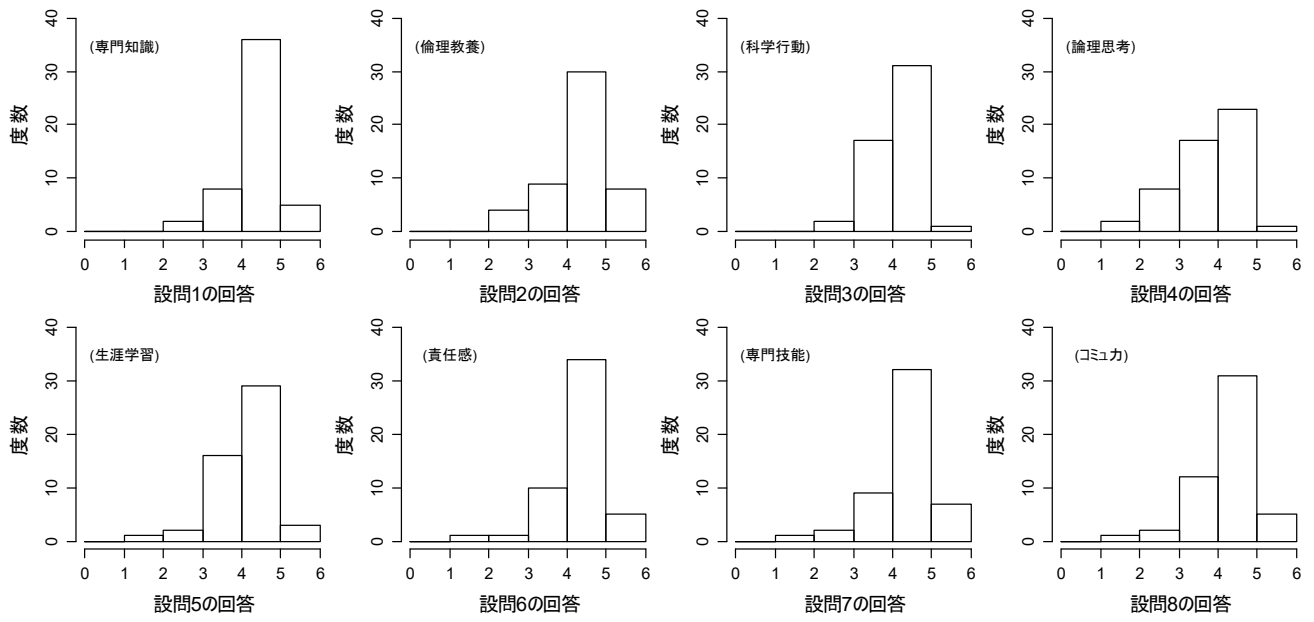 (専門知識)
度数
40
30
20
10
0
0 1 2 3 4 5 6
設問1の回答
(倫理教養)
度数
40
30
20
10
0
0 1 2 3 4 5 6
設問2の回答
(科学行動)
度数
40
30
20
10
0
0 1 2 3 4 5 6
設問3の回答
(論理思考)
度数
40
30
20
10
0
0 1 2 3 4 5 6
設問4の回答
(生涯学習)
度数
40
30
20
10
0
0 1 2 3 4 5 6
設問5の回答
(責任感)
度数
40
30
20
10
0
0 1 2 3 4 5 6
設問6の回答
(専門技能)
度数
40
30
20
10
0
0 1 2 3 4 5 6
設問7の回答
(コミュ力)
度数
40
30
20
10
0
0 1 2 3 4 5 6
設問8の回答